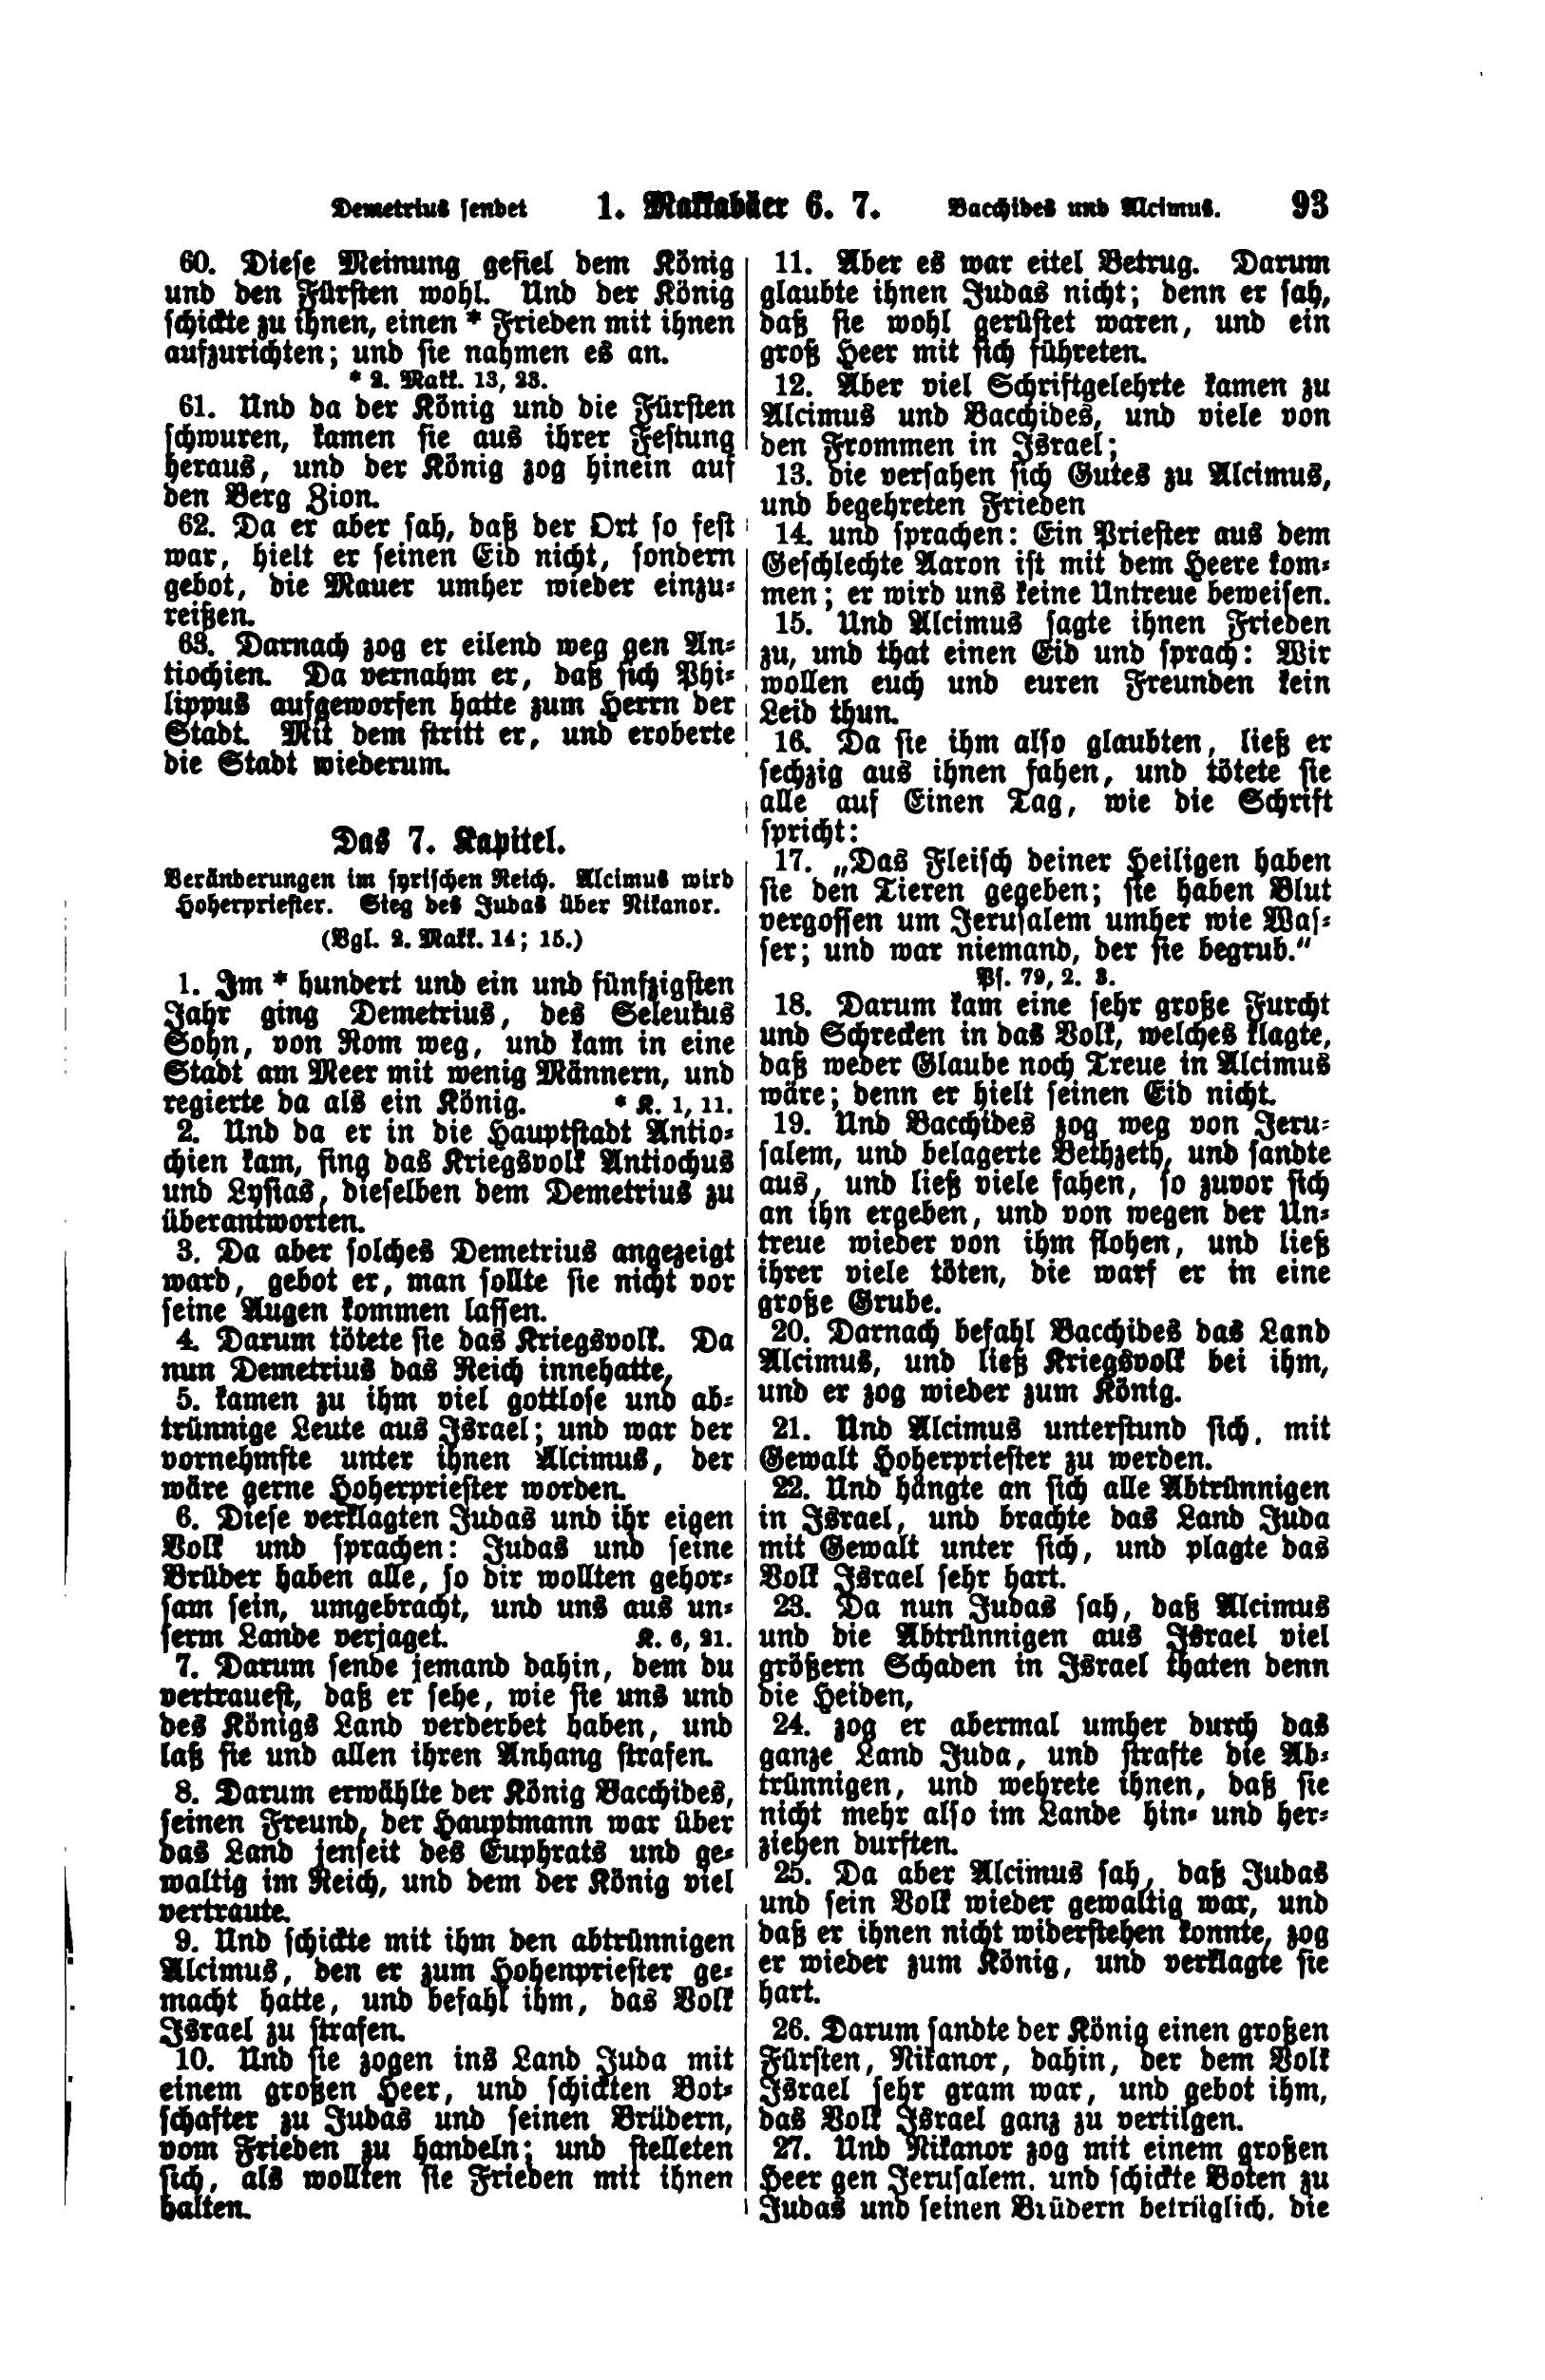 Demetrius sendet 1. Makkabäer 6. 7. Bacchides und Alcimus. 93
60. Diese Meinung gefiel dem König
und den Fürsten wohl. Und der König
schickte zu ihnen, einen * Frieden mit ihnen
aufzurichten; und sie nahmen es an.
* 2. Makk. 13, 23.
61. Und da der König und die Fürsten
schwuren, kamen sie aus ihrer Festung
heraus, und der König zog hinein auf
den Berg Zion.
62. Da er aber sah, daß der Ort so fest
war, hielt er seinen Eid nicht, sondern
gebot, die Mauer umher wieder einzu-
reißen.
63. Darnach zog er eilend weg gen An-
tiochien. Da vernahm er, daß sich Phi-
lippus aufgeworfen hatte zum Herrn der
Stadt. Mit dem stritt er, und eroberte
die Stadt wiederum.
Das 7. Kapitel.
Veränderungen im syrischen Reich. Alcimus wird
Hoherpriester. Sieg des Judas über Nikanor.
(Vgl. 2. Makk. 14; 15.)
1. Im * hundert und ein und fünfzigsten
Jahr ging Demetrius, des Seleukus
Sohn, von Rom weg, und kam in eine
Stadt am Meer mit wenig Männern, und
regierte da als ein König. * K. 1, 11.
2. Und da er in die Hauptstadt Antio-
chien kam, fing das Kriegsvolk Antiochus
und Lysias, dieselben dem Demetrius zu
überantworten.
3. Da aber solches Demetrius angezeigt
ward, gebot er, man sollte sie nicht vor
seine Augen kommen lassen.
4. Darum tötete sie das Kriegsvolk. Da
nun Demetrius das Reich innehatte,
5. kamen zu ihm viel gottlose und ab-
trünnige Leute aus Israel; und war der
vornehmste unter ihnen Alcimus, der
wäre gerne Hoherpriester worden.
6. Diese verklagten Judas und ihr eigen
Volk und sprachen: Judas und seine
Brüder haben alle, so dir wollten gehor-
sam sein, umgebracht, und uns aus un-
serm Lande verjaget. K. 6, 21.
7. Darum sende jemand dahin, dem du
vertrauest, daß er sehe, wie sie uns und
des Königs Land verderbet haben, und
laß sie und allen ihren Anhang strafen.
8. Darum erwählte der König Bacchides,
seinen Freund, der Hauptmann war über
das Land jenseit des Euphrats und ge-
waltig im Reich, und dem der König viel
vertraute.
9. Und schickte mit ihm den abtrünnigen
Alcimus, den er zum Hohenpriester ge-
macht hatte, und befahl ihm, das Volk
Israel zu strafen.
10. Und sie zogen ins Land Juda mit
einem großen Heer, und schickten Bot-
schafter zu Judas und seinen Brüdern,
vom Frieden zu handeln; und stelleten
sich, als wollten sie Frieden mit ihnen
halten.
11. Aber es war eitel Betrug. Darum
glaubte ihnen Judas nicht; denn er sah,
daß sie wohl gerüstet waren, und ein
groß Heer mit sich führeten.
12. Aber viel Schriftgelehrte kamen zu
Alcimus und Bacchides, und viele von
den Frommen in Israel;
13. die versahen sich Gutes zu Alcimus,
und begehreten Frieden
14. und sprachen: Ein Priester aus dem
Geschlechte Aaron ist mit dem Heere kom-
men; er wird uns keine Untreue beweisen.
15. Und Alcimus sagte ihnen Frieden
zu, und that einen Eid und sprach: Wir
wollen euch und euren Freunden kein
Leid thun.
16. Da sie ihm also glaubten, ließ er
sechzig aus ihnen fahen, und tötete sie
alle auf Einen Tag, wie die Schrift
spricht:
17. „Das Fleisch deiner Heiligen haben
sie den Tieren gegeben; sie haben Blut
vergossen um Jerusalem umher wie Was-
ser; und war niemand, der sie begrub.“
Ps. 79, 2. 3.
18. Darum kam eine sehr große Furcht
und Schrecken in das Volk, welches klagte,
daß weder Glaube noch Treue in Alcimus
wäre; denn er hielt seinen Eid nicht.
19. Und Bacchides zog weg von Jeru-
salem, und belagerte Bethzeth, und sandte
aus, und ließ viele fahen, so zuvor sich
an ihn ergeben, und von wegen der Un-
treue wieder von ihm flohen, und ließ
ihrer viele töten, die warf er in eine
große Grube.
20. Darnach befahl Bacchides das Land
Alcimus, und ließ Kriegsvolk bei ihm,
und er zog wieder zum König.
21. Und Alcimus unterstund sich, mit
Gewalt Hoherpriester zu werden.
22. Und hängte an sich alle Abtrünnigen
in Israel, und brachte das Land Juda
mit Gewalt unter sich, und plagte das
Volk Israel sehr hart.
23. Da nun Judas sah, daß Alcimus
und die Abtrünnigen aus Israel viel
größern Schaden in Israel thaten denn
die Heiden,
24. zog er abermal umher durch das
ganze Land Juda, und strafte die Ab-
trünnigen, und wehrete ihnen, daß sie
nicht mehr also im Lande hin- und her-
ziehen durften.
25. Da aber Alcimus sah, daß Judas
und sein Volk wieder gewaltig war, und
daß er ihnen nicht widerstehen konnte, zog
er wieder zum König, und verklagte sie
hart.
26. Darum sandte der König einen großen
Fürsten, Nikanor, dahin, der dem Volk
Israel sehr gram war, und gebot ihm,
das Volk Israel ganz zu vertilgen.
27. Und Nikanor zog mit einem großen
Heer gen Jerusalem, und schickte Boten zu
Judas und seinen Brüdern betrüglich, die